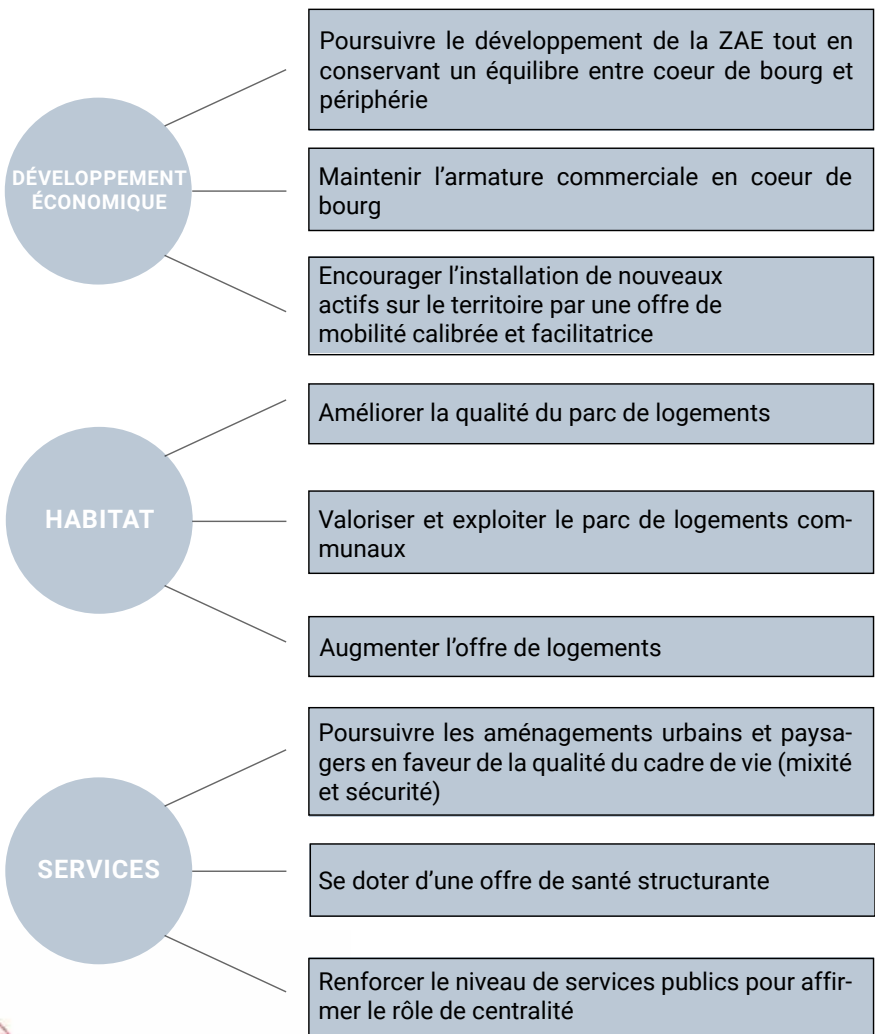 Poursuivre le développement de la ZAE tout en
conservant un équilibre entre coeur de bourg et
périphérie
DÉVELOPPEMENT
ÉCONOMIQUE
Maintenir l’armature commerciale en coeur de
bourg
Encourager l’installation de nouveaux
actifs sur le territoire par une offre de
mobilité calibrée et facilitatrice
Améliorer la qualité du parc de logements
HABITAT
Valoriser et exploiter le parc de logements com-
munaux
Augmenter l’offre de logements
Poursuivre les aménagements urbains et paysa-
gers en faveur de la qualité du cadre de vie (mixité
et sécurité)
SERVICES
Se doter d’une offre de santé structurante
Renforcer le niveau de services publics pour affir-
mer le rôle de centralité